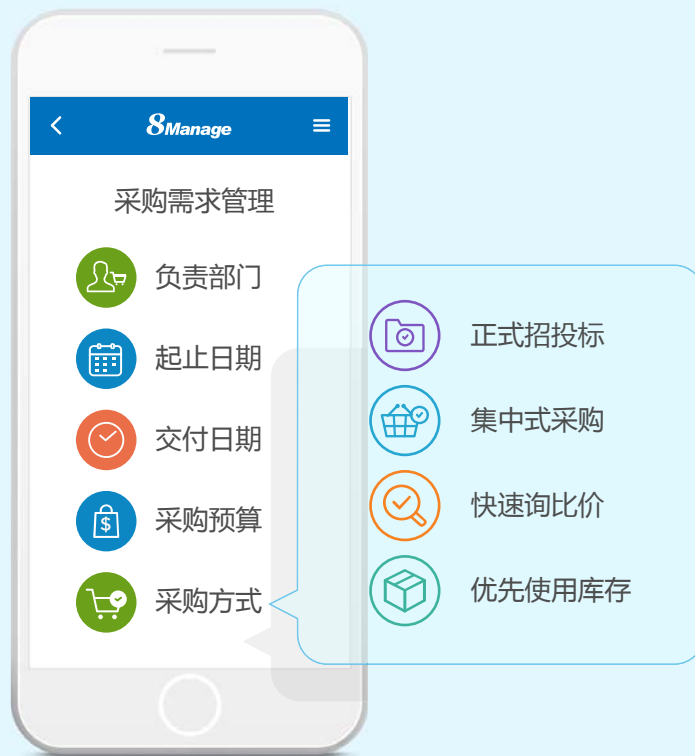 8Manage
采购需求管理
负责部门
起止日期
交付日期
采购预算
采购方式
正式招投标
集中式采购
快速询比价
优先使用库存